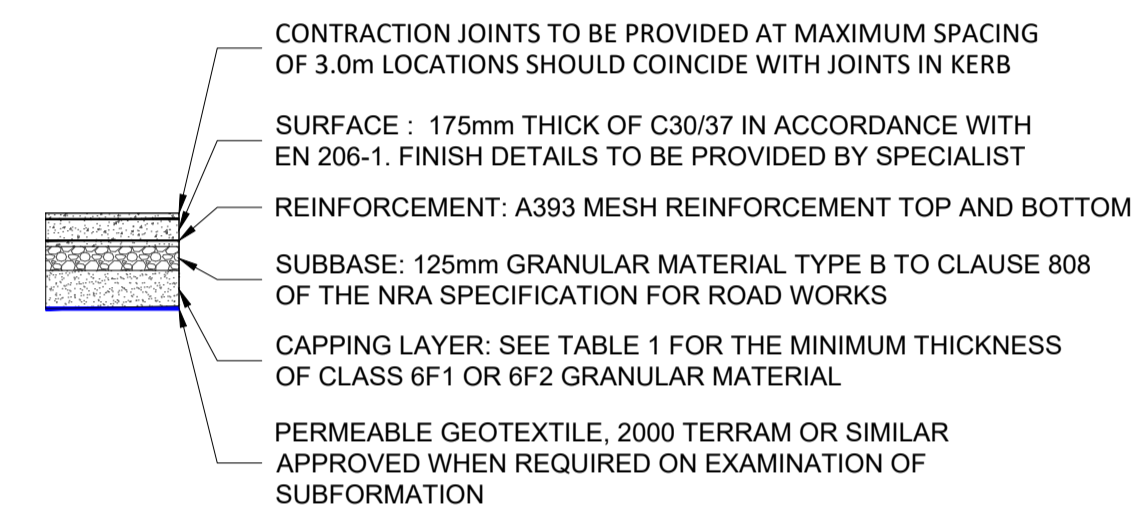 CONTRACTION JOINTS TO BE PROVIDED AT MAXIMUM SPACING
OF 3.0m LOCATIONS SHOULD COINCIDE WITH JOINTS IN KERB
SURFACE : 175mm THICK OF C30/37 IN ACCORDANCE WITH
EN 206-1. FINISH DETAILS TO BE PROVIDED BY SPECIALIST
REINFORCEMENT: A393 MESH REINFORCEMENT TOP AND BOTTOM
SUBBASE: 125mm GRANULAR MATERIAL TYPE B TO CLAUSE 808
OF THE NRA SPECIFICATION FOR ROAD WORKS
CAPPING LAYER: SEE TABLE 1 FOR THE MINIMUM THICKNESS
OF CLASS 6F1 OR 6F2 GRANULAR MATERIAL
PERMEABLE GEOTEXTILE, 2000 TERRAM OR SIMILAR
APPROVED WHEN REQUIRED ON EXAMINATION OF
SUBFORMATION